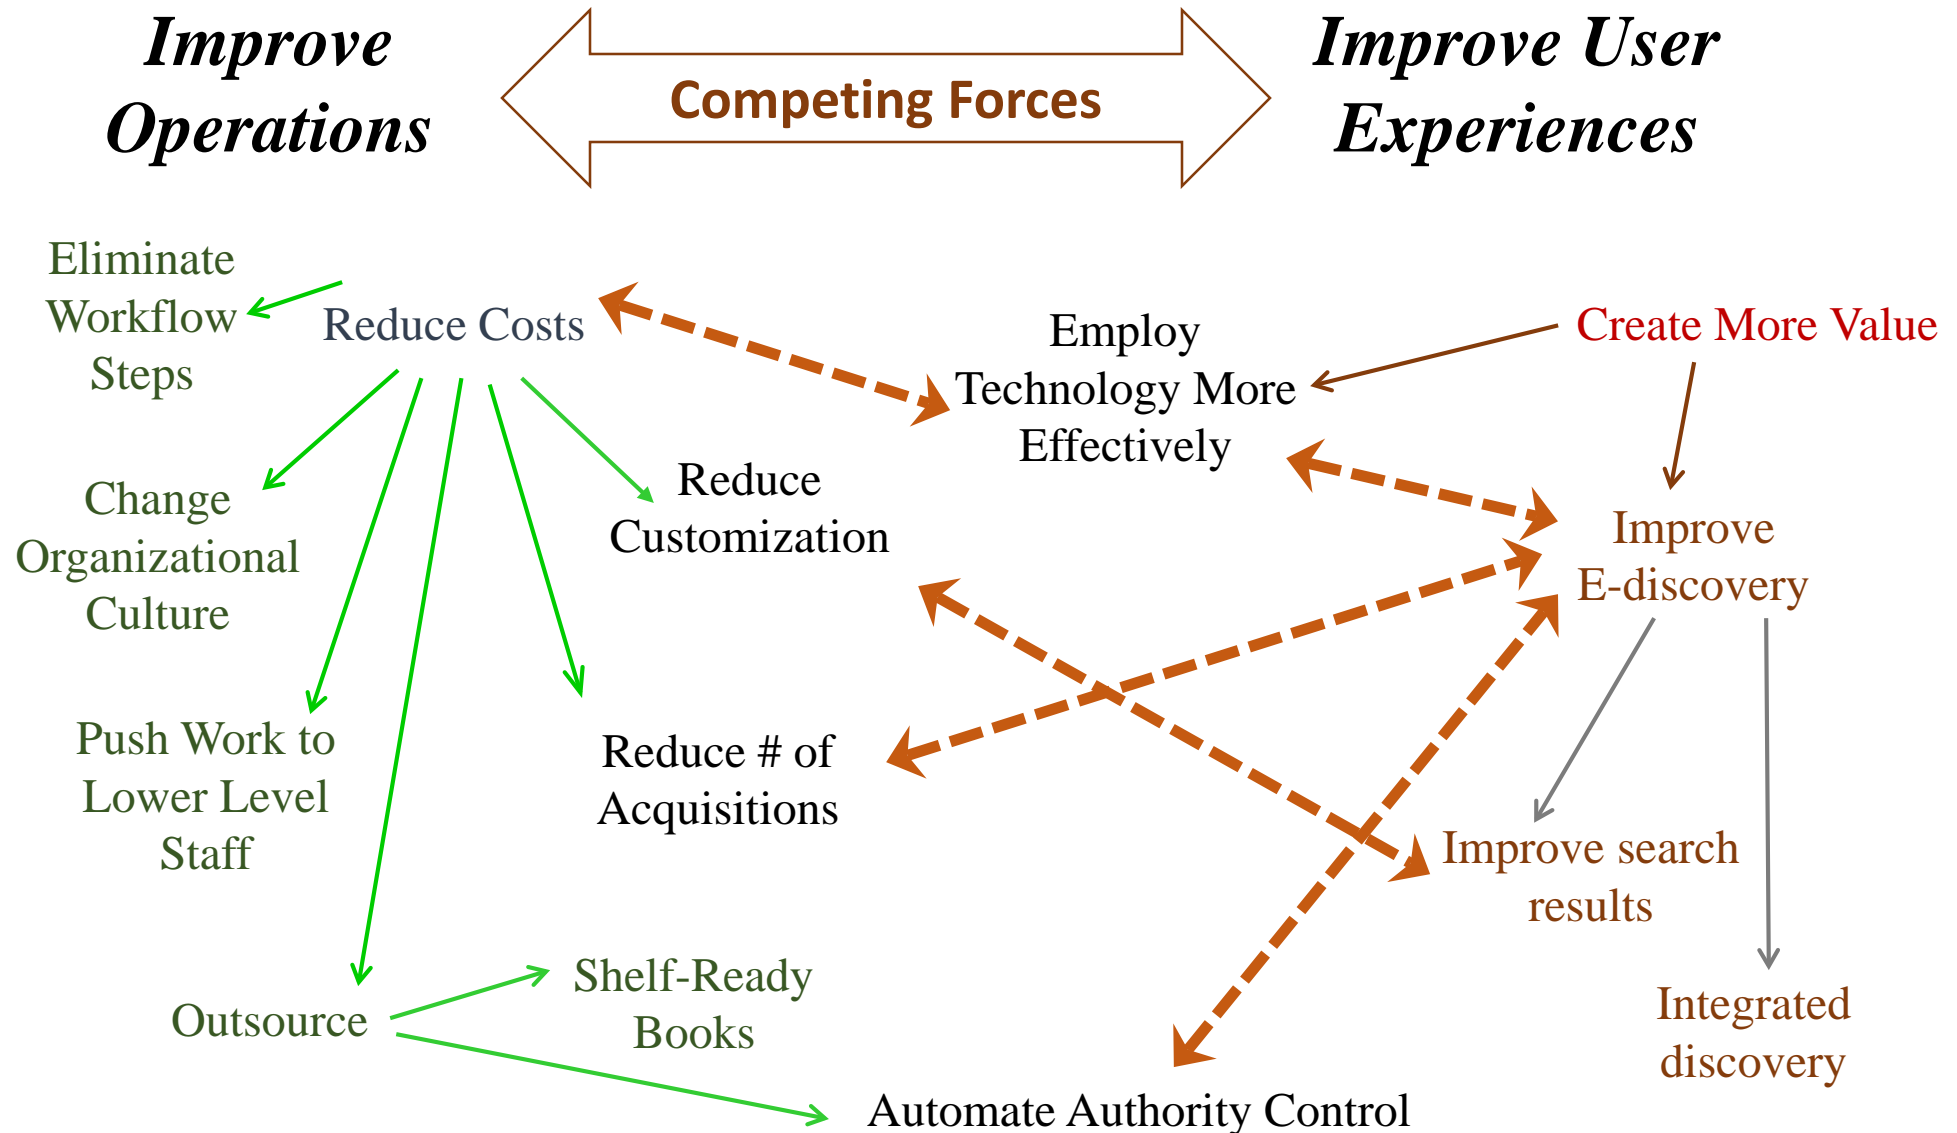 Improve
Operations
Competing Forces
Improve User
Experiences
Eliminate
Workflow
Steps
Reduce Costs
Employ
Technology More
Effectively
Create More Value
Change
Organizational
Culture
Reduce
Customization
Improve
E-discovery
Push Work to
Lower Level
Staff
Reduce # of
Acquisitions
Improve search
results
Outsource
Shelf-Ready
Books
Integrated
discovery
Automate Authority Control